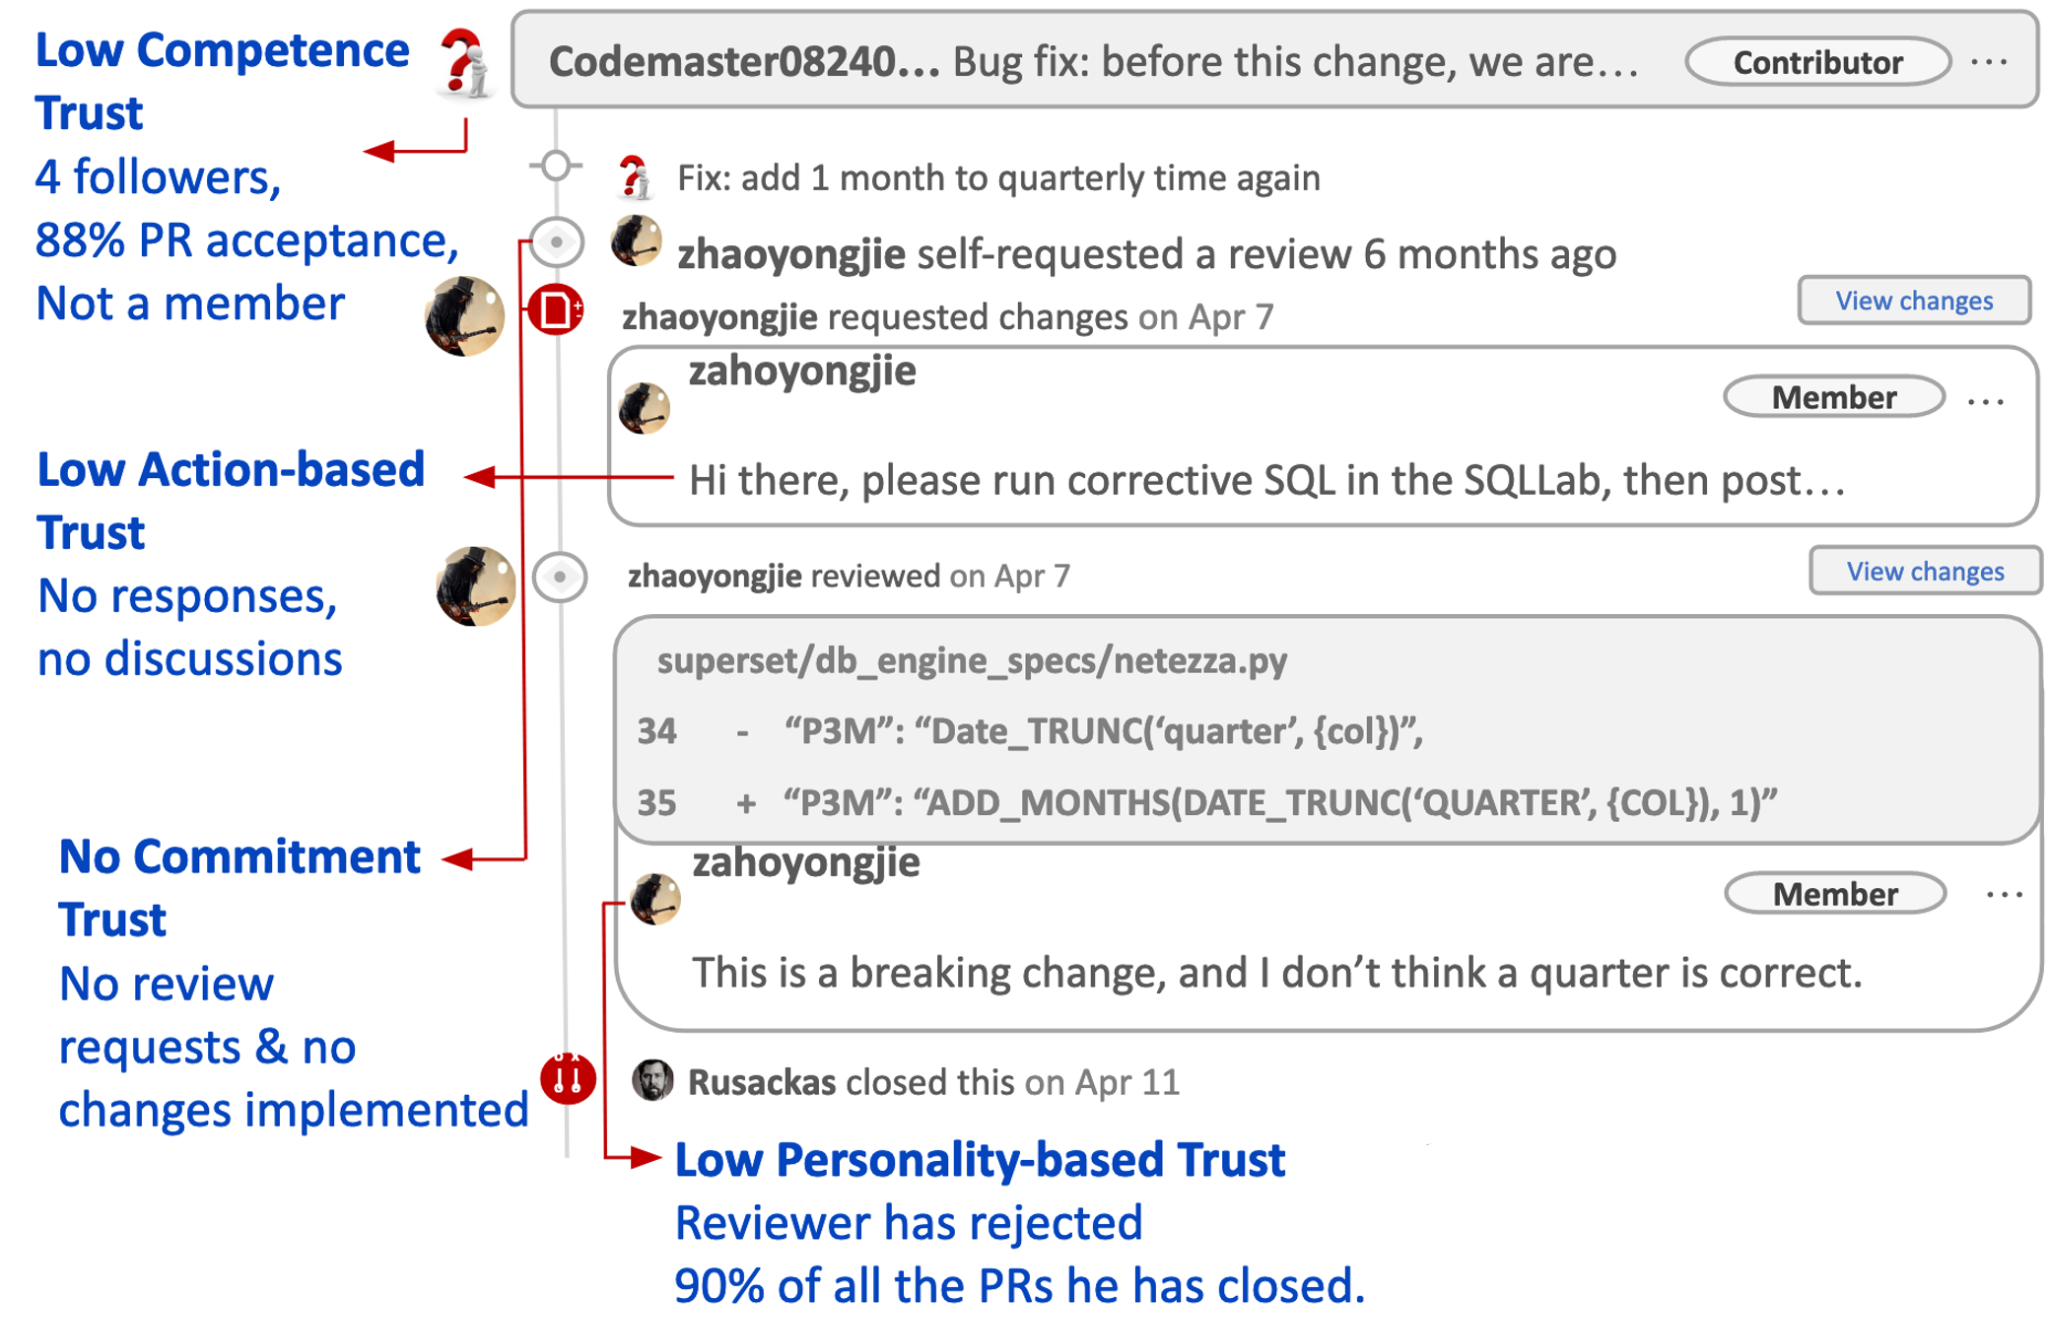 Low Competence
Trust
4 followers,
88% PR acceptance,
Not a member
Codemaster08240... Bug fix: before this change, we are...
Contributor
...
Fix: add 1 month to quarterly time again
zhaoyongjie self-requested a review 6 months ago
View changes
zhaoyongjie requested changes on Apr 7
zahoyongjie
Member
...
Hi there, please run corrective SQL in the SQLLab, then post...
Low Action-based
Trust
No responses,
no discussions
zhaoyongjie reviewed on Apr 7
View changes
superset/db_engine_specs/netezza.py
34 - “P3M”: “Date_TRUNC(‘quarter’, {col})”,
35 + “P3M”: “ADD_MONTHS(DATE_TRUNC(‘QUARTER’, {COL}), 1)”
zahoyongjie
Member
...
This is a breaking change, and I don’t think a quarter is correct.
No Commitment
Trust
No review
requests & no
changes implemented
Rusackas closed this on Apr 11
Low Personality-based Trust
Reviewer has rejected
90% of all the PRs he has closed.